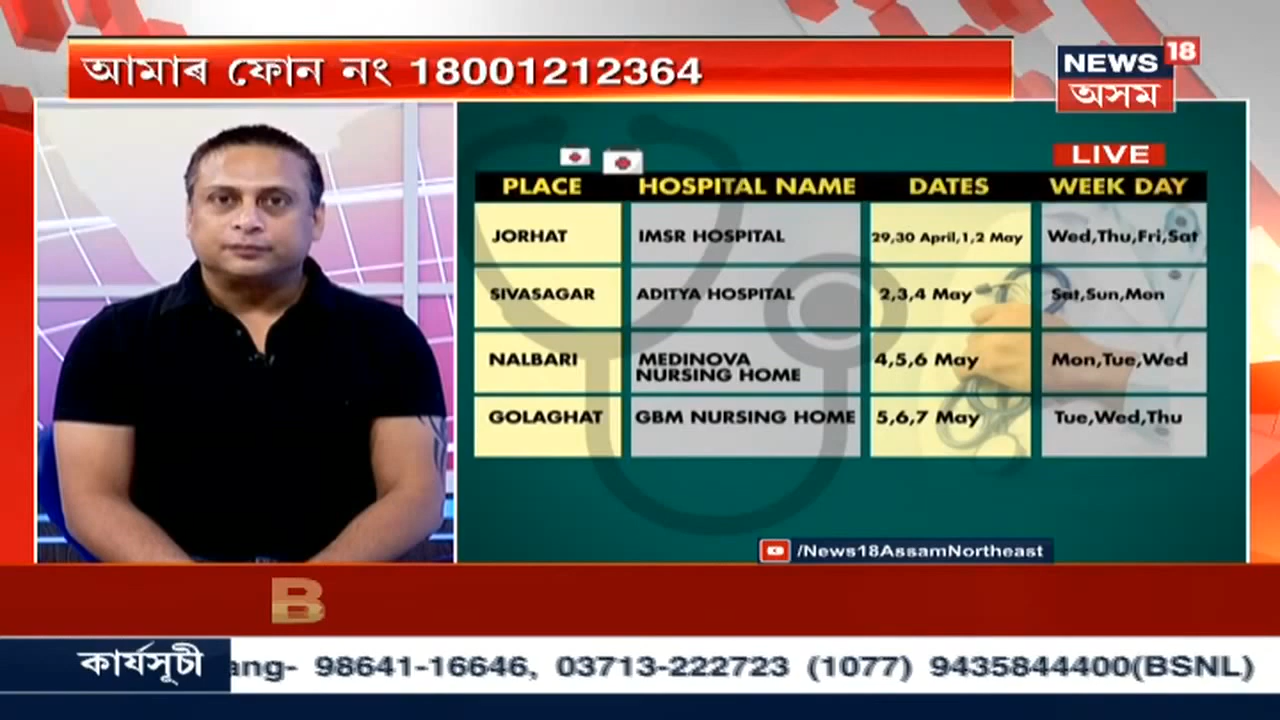 আমাৰ ফোন নং 18001212364
NEWS 18
অসম
LIVE
PLACE HOSPITAL NAME DATES WEEK DAY
JORHAT IMSR HOSPITAL 29,30 April,1,2 May Wed,Thu,Fri,Sat
SIVASAGAR ADITYA HOSPITAL 2,3,4 May Sat,Sun,Mon
NALBARI MEDINOVA NURSING HOME 4,5,6 May Mon,Tue,Wed
GOLAGHAT GBM NURSING HOME 5,6,7 May Tue,Wed,Thu
/News18AssamNortheast
B
কাৰ্যসূচী ang- 98641-16646, 03713-222723 (1077) 9435844400(BSNL)